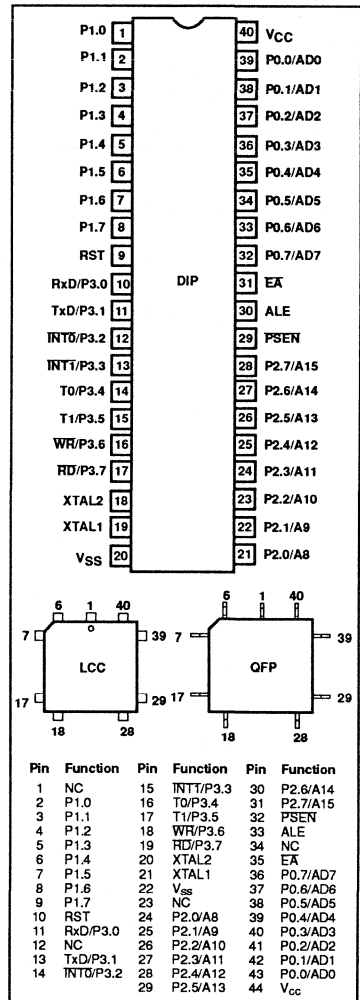 P1.0 1 40 VCC
P1.1 2 39 P0.0/AD0
P1.2 3 38 P0.1/AD1
P1.3 4 37 P0.2/AD2
P1.4 5 36 P0.3/AD3
P1.5 6 35 P0.4/AD4
P1.6 7 34 P0.5/AD5
P1.7 8 33 P0.6/AD6
RST 9 32 P0.7/AD7
DIP
RxD/P3.0 10 31 E̅A̅
TxD/P3.1 11 30 ALE
I̅N̅T̅0̅/P3.2 12 29 P̅S̅E̅N̅
I̅N̅T̅1̅/P3.3 13 28 P2.7/A15
T0/P3.4 14 27 P2.6/A14
T1/P3.5 15 26 P2.5/A13
W̅R̅/P3.6 16 25 P2.4/A12
R̅D̅/P3.7 17 24 P2.3/A11
XTAL2 18 23 P2.2/A10
XTAL1 19 22 P2.1/A9
VSS 20 21 P2.0/A8
6 1 40
7 39
LCC
17 29
18 28
6 1 40
7 39
QFP
17 29
18 28
Pin Function Pin Function Pin Function
1 NC
2 P1.0
3 P1.1
4 P1.2
5 P1.3
6 P1.4
7 P1.5
8 P1.6
9 P1.7
10 RST
11 RxD/P3.0
12 NC
13 TxD/P3.1
14 I̅N̅T̅0̅/P3.2
15 I̅N̅T̅1̅/P3.3
16 T0/P3.4
17 T1/P3.5
18 W̅R̅/P3.6
19 R̅D̅/P3.7
20 XTAL2
21 XTAL1
22 VSS
23 NC
24 P2.0/A8
25 P2.1/A9
26 P2.2/A10
27 P2.3/A11
28 P2.4/A12
29 P2.5/A13
30 P2.6/A14
31 P2.7/A15
32 P̅S̅E̅N̅
33 ALE
34 NC
35 E̅A̅
36 P0.7/AD7
37 P0.6/AD6
38 P0.5/AD5
39 P0.4/AD4
40 P0.3/AD3
41 P0.2/AD2
42 P0.1/AD1
43 P0.0/AD0
44 VCC